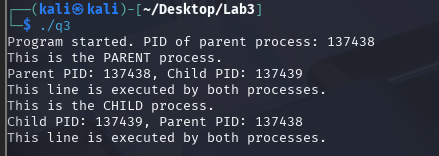 ┌──(kali㉿kali)-[~/Desktop/Lab3]
└─$ ./q3
Program started. PID of parent process: 137438
This is the PARENT process.
Parent PID: 137438, Child PID: 137439
This line is executed by both processes.
This is the CHILD process.
Child PID: 137439, Parent PID: 137438
This line is executed by both processes.